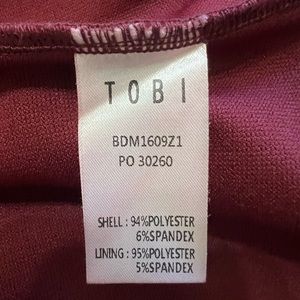 TOBI
BDM1609Z1
PO 30260
SHELL : 94%POLYESTER
6%SPANDEX
LINING : 95%POLYESTER
5%SPANDEX